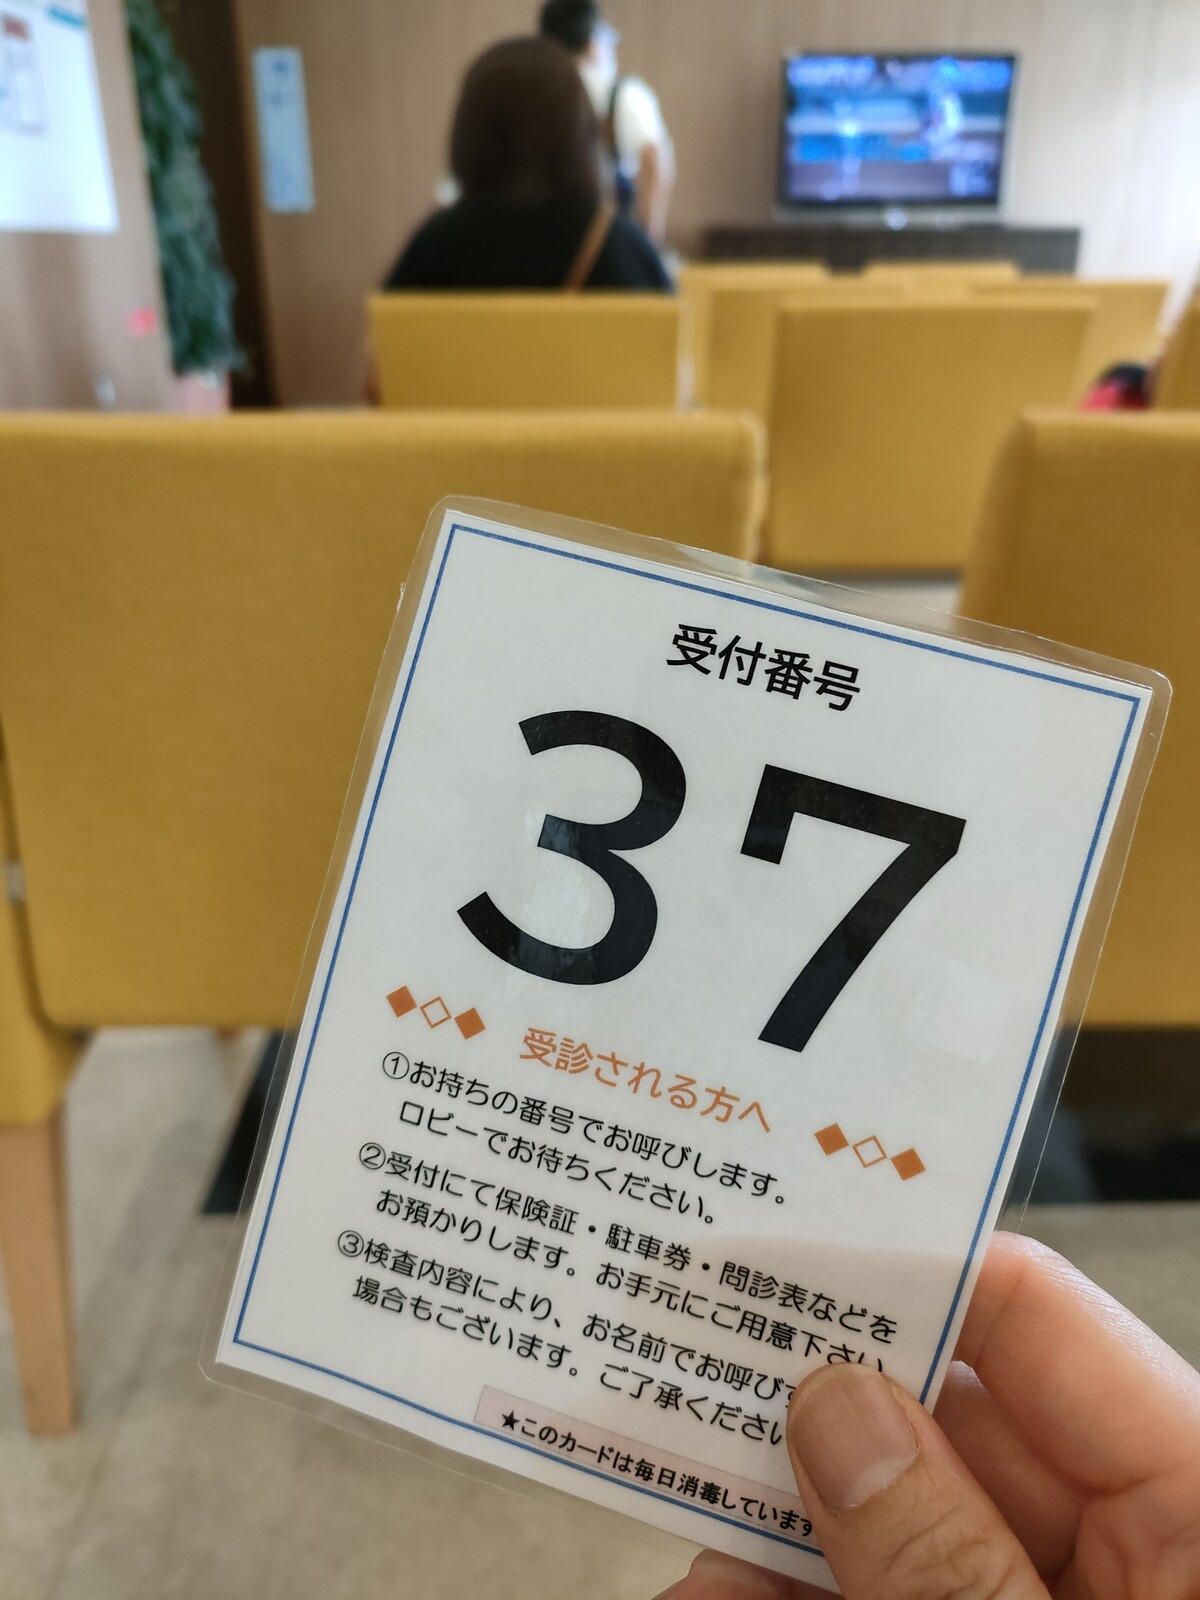 受付番号
37
受診される方へ
①お持ちの番号でお呼びします。
ロビーでお待ちください。
②受付にて保険証・駐車券・問診表などを
お預かりします。お手元にご用意下さい
③検査内容により、お名前でお呼びす
場合もございます。ご了承ください
★このカードは毎日消毒しています